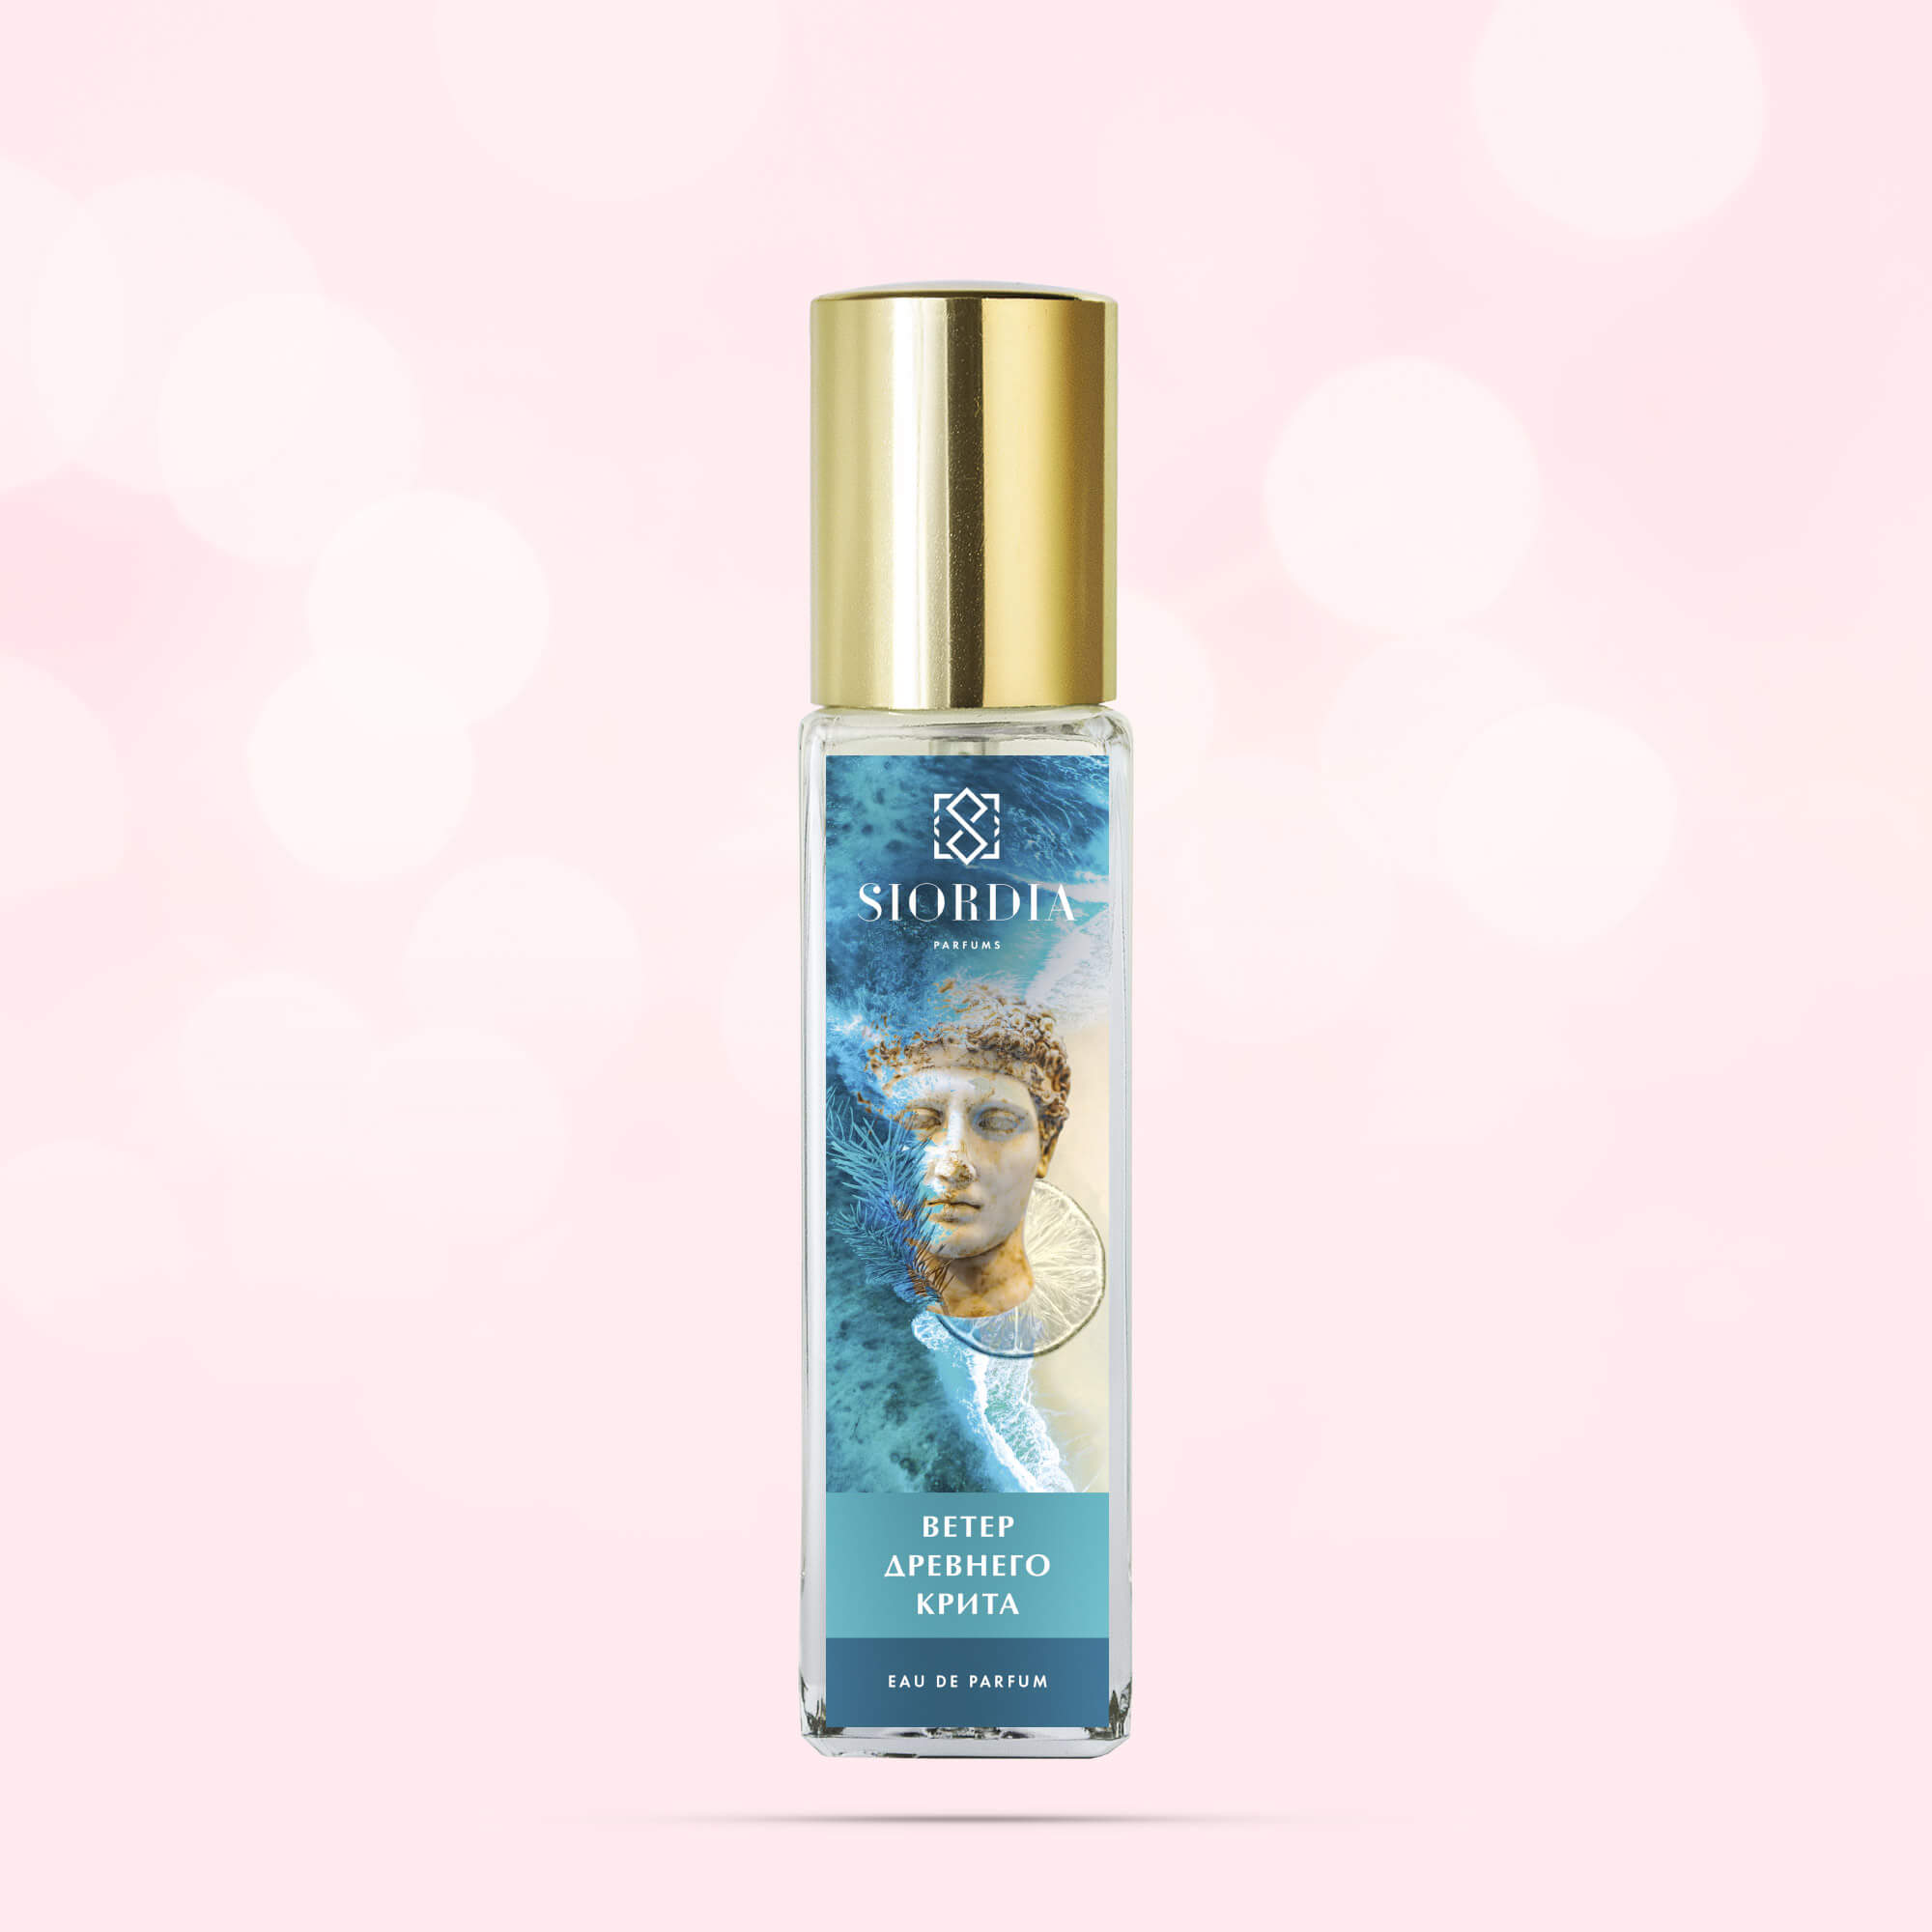 SIORDIA
PARFUMS
ВЕТЕР
ДРЕВНЕГО
КРИТА
EAU DE PARFUM